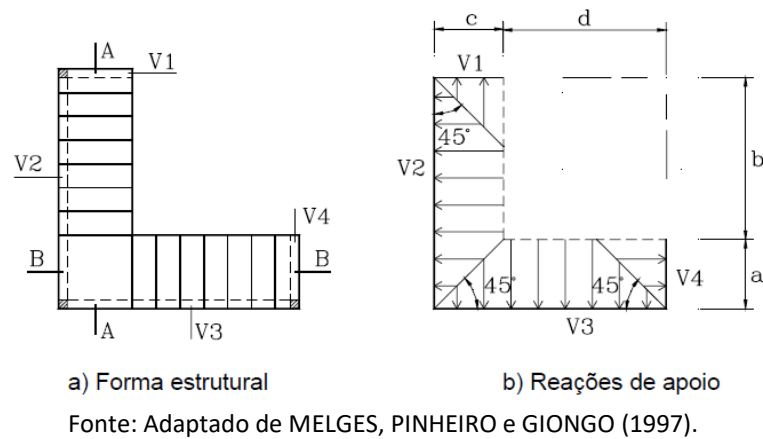 A
V1
V2
V4
B
B
A
V3
a) Forma estrutural
c
d
V1
45°
V2
b
45°
45°
V4
a
V3
b) Reações de apoio
Fonte: Adaptado de MELGES, PINHEIRO e GIONGO (1997).